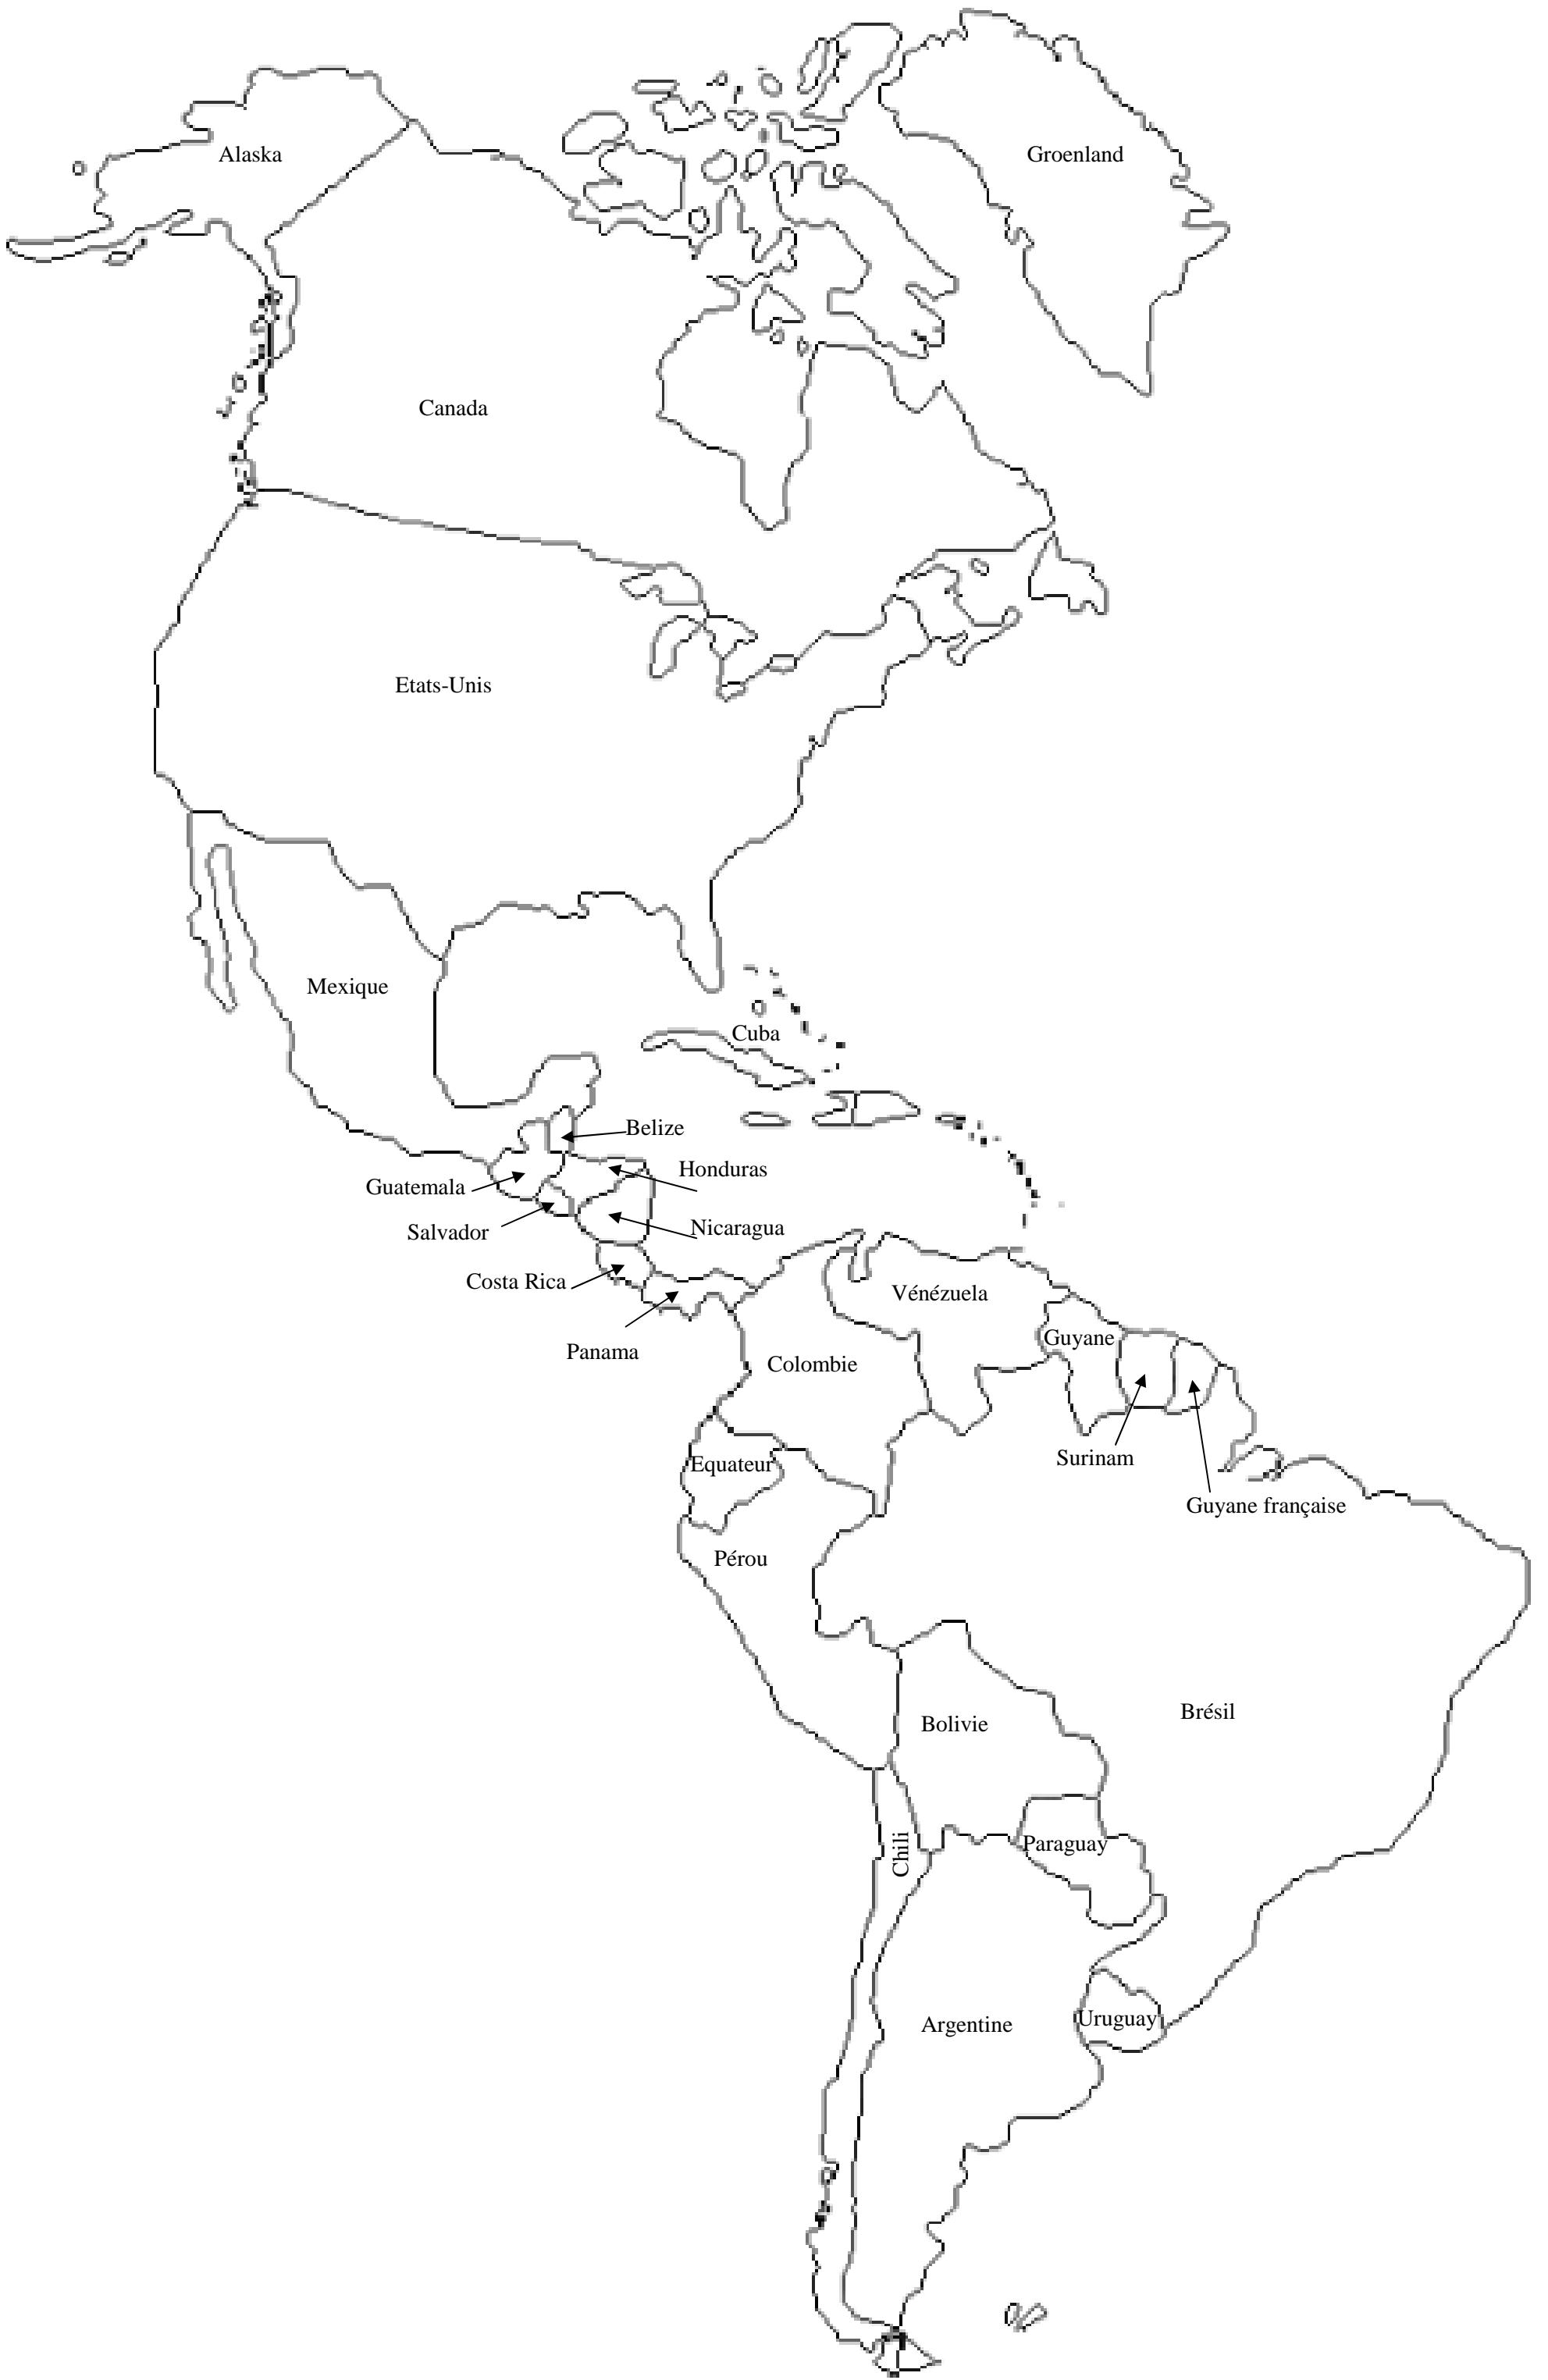 Alaska
Groenland
Canada
Etats-Unis
Mexique
Cuba
Belize
Honduras
Guatemala
Salvador
Nicaragua
Costa Rica
Panama
Vénézuela
Guyane
Colombie
Surinam
Equateur
Guyane française
Pérou
Brésil
Bolivie
Chili
Paraguay
Argentine
Uruguay